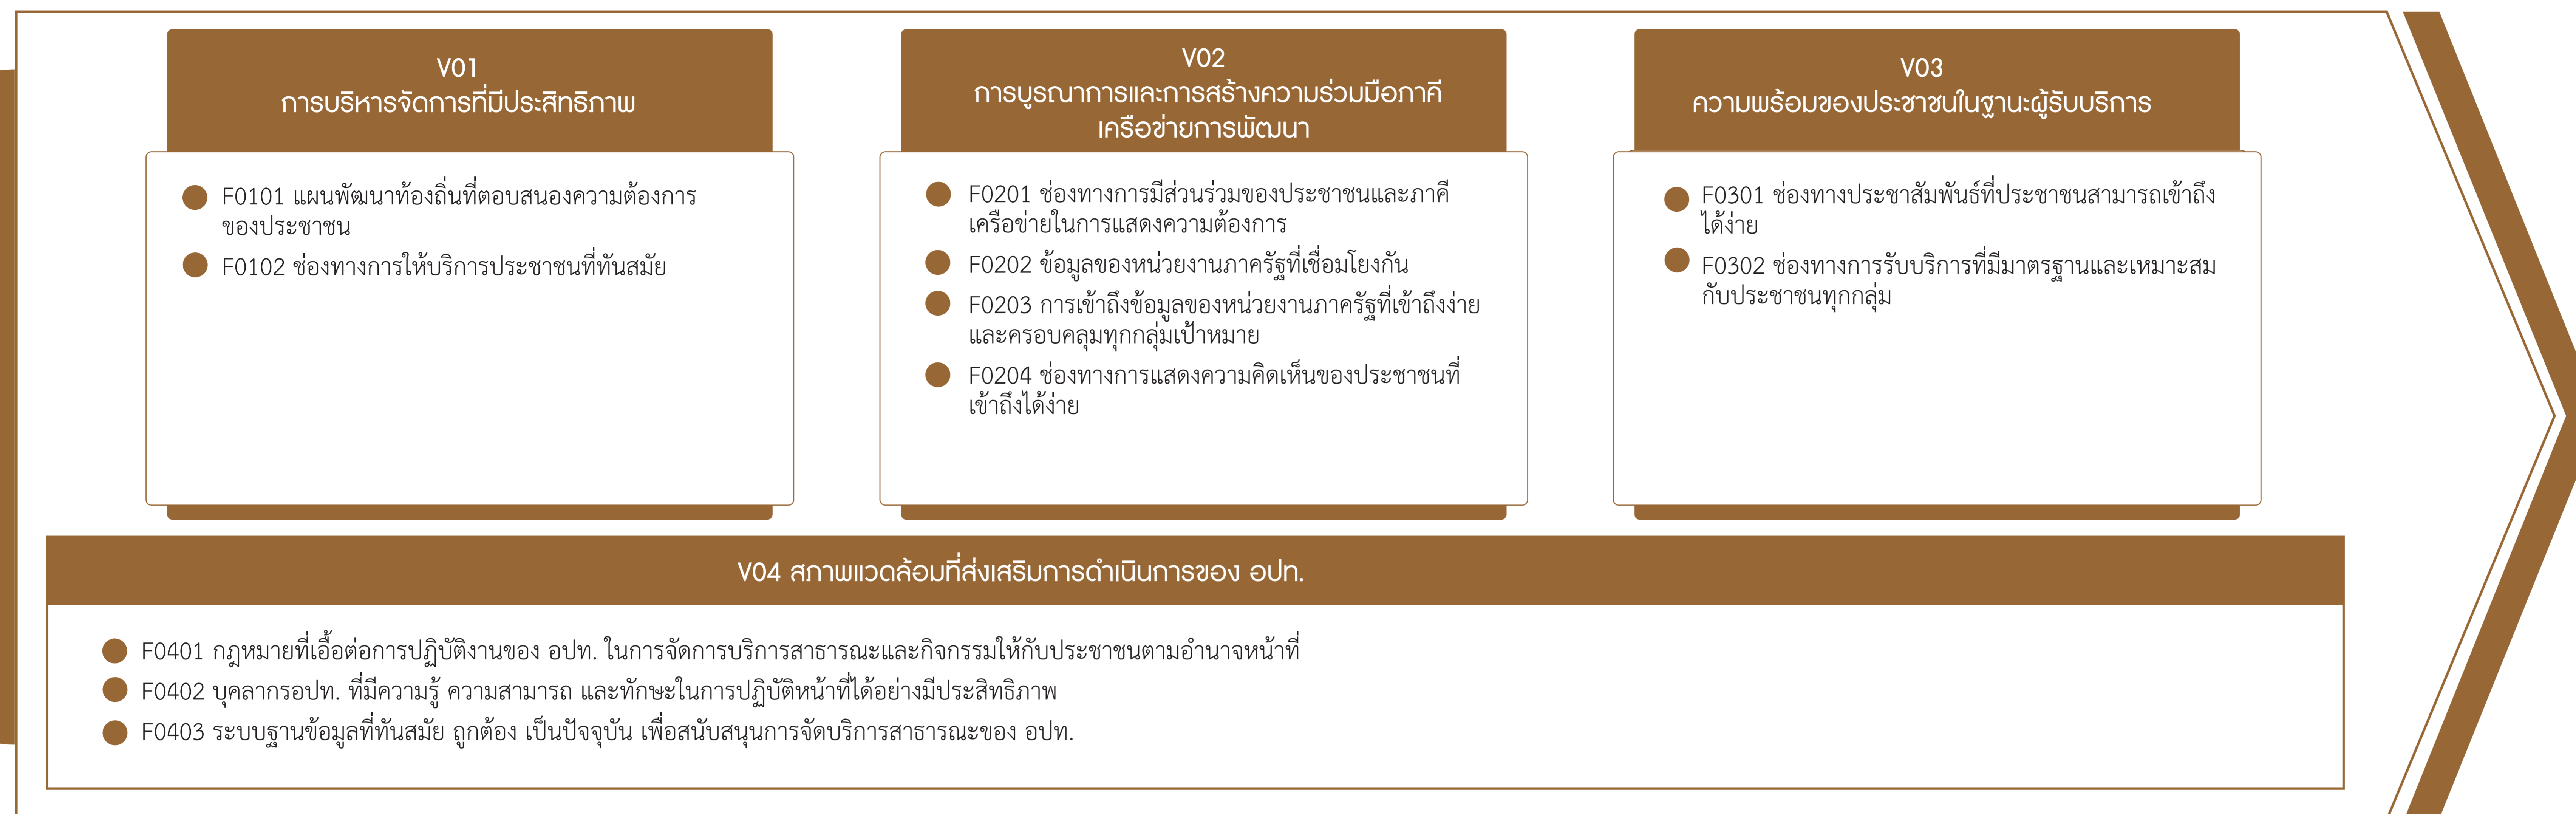 V01
การบริหารจัดการที่มีประสิทธิภาพ
F0101 แผนพัฒนาท้องถิ่นที่ตอบสนองความต้องการ
ของประชาชน
F0102 ช่องทางการให้บริการประชาชนที่ทันสมัย
V02
การบูรณาการและการสร้างความร่วมมือภาคี
เครือข่ายการพัฒนา
F0201 ช่องทางการมีส่วนร่วมของประชาชนและภาคี
เครือข่ายในการแสดงความต้องการ
F0202 ข้อมูลของหน่วยงานภาครัฐที่เชื่อมโยงกัน
F0203 การเข้าถึงข้อมูลของหน่วยงานภาครัฐที่เข้าถึงง่าย
และครอบคลุมทุกกลุ่มเป้าหมาย
F0204 ช่องทางการแสดงความคิดเห็นของประชาชนที่
เข้าถึงได้ง่าย
V03
ความพร้อมของประชาชนในฐานะผู้รับบริการ
F0301 ช่องทางประชาสัมพันธ์ที่ประชาชนสามารถเข้าถึง
ได้ง่าย
F0302 ช่องทางการรับบริการที่มีมาตรฐานและเหมาะสม
กับประชาชนทุกกลุ่ม
V04 สภาพแวดล้อมที่ส่งเสริมการดำเนินการของ อปท.
F0401 กฎหมายที่เอื้อต่อการปฏิบัติงานของ อปท. ในการจัดการบริการสาธารณะและกิจกรรมให้กับประชาชนตามอำนาจหน้าที่
F0402 บุคลากรอปท. ที่มีความรู้ ความสามารถ และทักษะในการปฏิบัติหน้าที่ได้อย่างมีประสิทธิภาพ
F0403 ระบบฐานข้อมูลที่ทันสมัย ถูกต้อง เป็นปัจจุบัน เพื่อสนับสนุนการจัดบริการสาธารณะของ อปท.